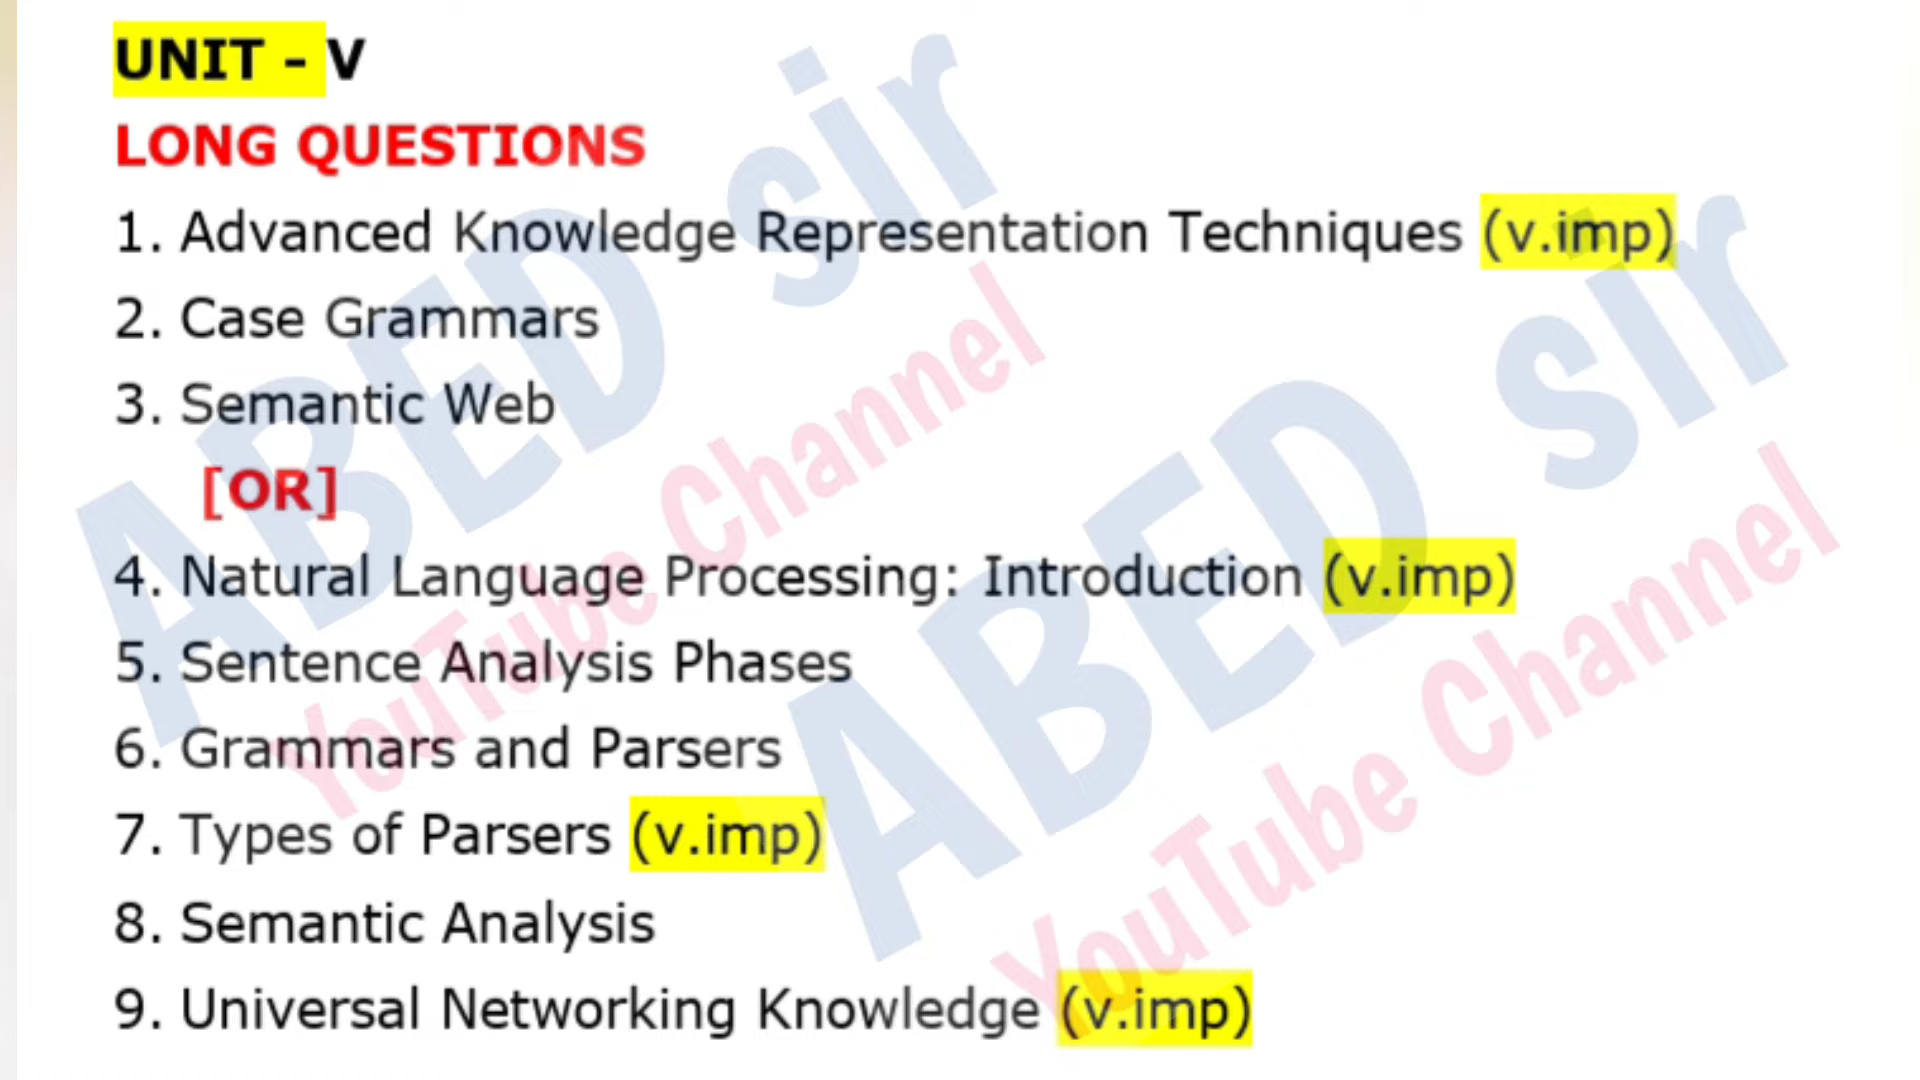 UNIT - V
LONG QUESTIONS
1. Advanced Knowledge Representation Techniques (v.imp)
2. Case Grammars
3. Semantic Web
[OR]
4. Natural Language Processing: Introduction (v.imp)
5. Sentence Analysis Phases
6. Grammars and Parsers
7. Types of Parsers (v.imp)
8. Semantic Analysis
9. Universal Networking Knowledge (v.imp)
ABED sir
YouTube Channel
ABED sir
YouTube Channel